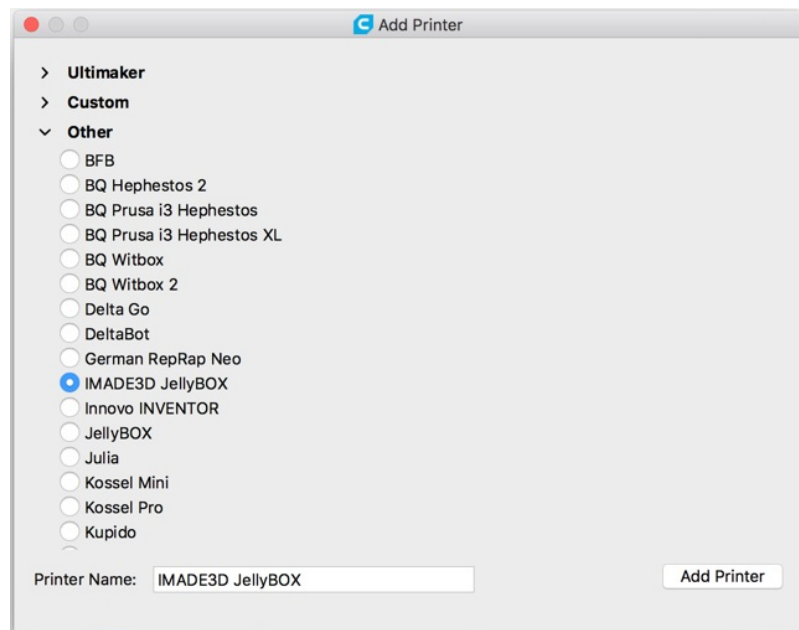 Add Printer
Ultimaker
Custom
Other
BFB
BQ Hephestos 2
BQ Prusa i3 Hephestos
BQ Prusa i3 Hephestos XL
BQ Witbox
BQ Witbox 2
Delta Go
DeltaBot
German RepRap Neo
IMADE3D JellyBOX
Innovo INVENTOR
JellyBOX
Julia
Kossel Mini
Kossel Pro
Kupido
Printer Name: IMADE3D JellyBOX Add Printer